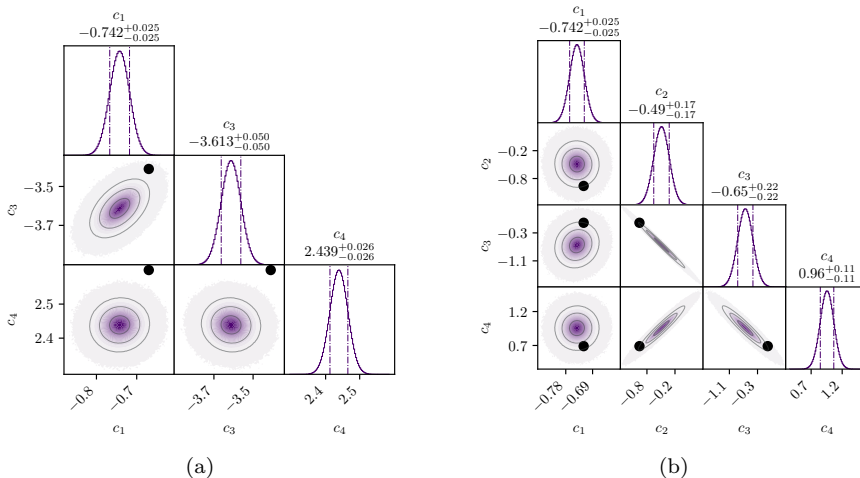 c₁
−0.742 +0.025 −0.025
c₃
−3.613 +0.050 −0.050
c₄
2.439 +0.026 −0.026
c₃
−3.5
−3.7
c₄
2.5
2.4
−0.8 −0.7 −3.7 −3.5 2.4 2.5
c₁ c₃ c₄
(a)
c₁
−0.742 +0.025 −0.025
c₂
−0.49 +0.17 −0.17
c₃
−0.65 +0.22 −0.22
c₄
0.96 +0.11 −0.11
c₂
−0.2
−0.8
c₃
−0.3
−1.1
c₄
1.2
0.7
−0.78 −0.69 −0.8 −0.2 −1.1 −0.3 0.7 1.2
c₁ c₂ c₃ c₄
(b)